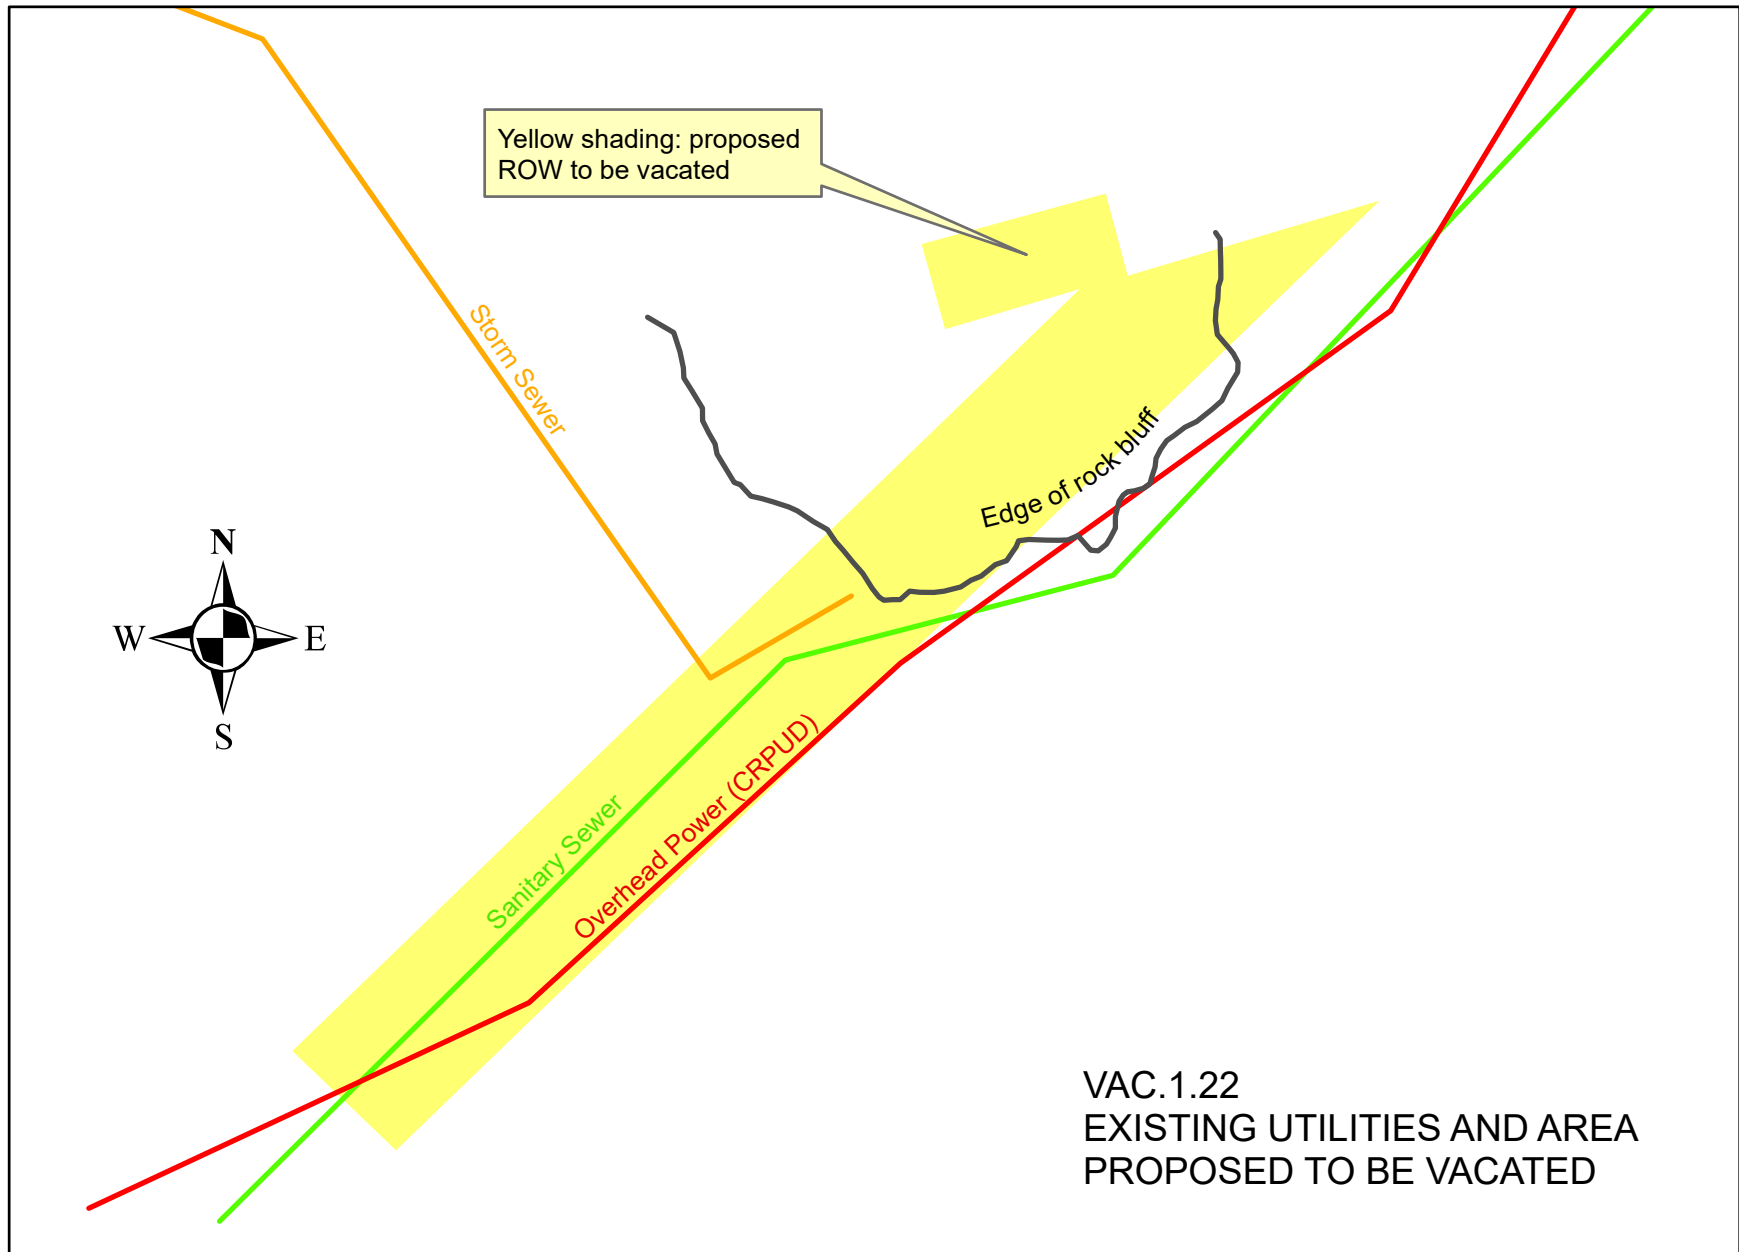 Yellow shading: proposed
ROW to be vacated
Storm Sewer
Edge of rock bluff
N
W
E
S
Sanitary Sewer
Overhead Power (CRPUD)
VAC.1.22
EXISTING UTILITIES AND AREA
PROPOSED TO BE VACATED